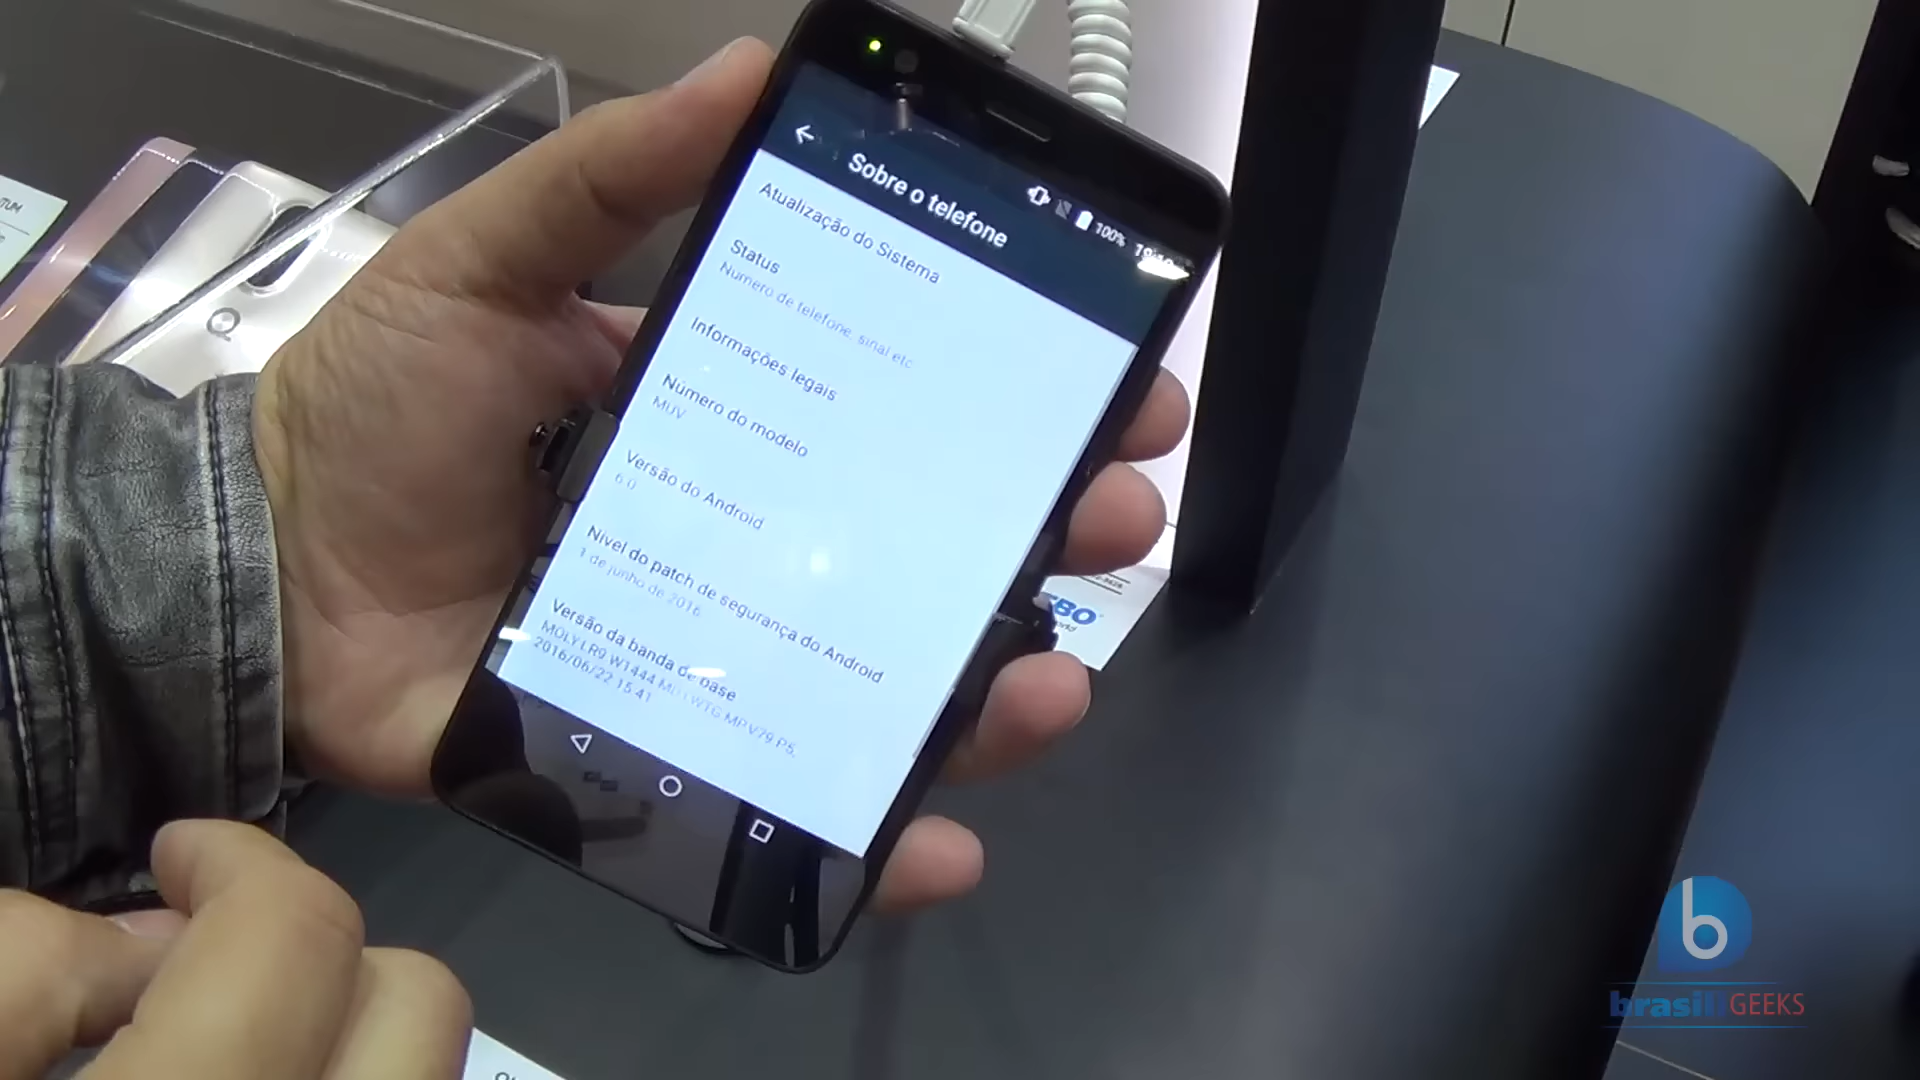 Sobre o telefone
100%
Atualização do Sistema
Status
Número de telefone, sinal etc
Informações legais
Número do modelo
MUV
Versão do Android
6.0
Nível do patch de segurança do Android
1 de junho de 2016
Versão da banda de base
MOLY.LR9.W1444.MD.LWTG.MP.V79.P5,
2016/06/22 15:41
brasil GEEKS